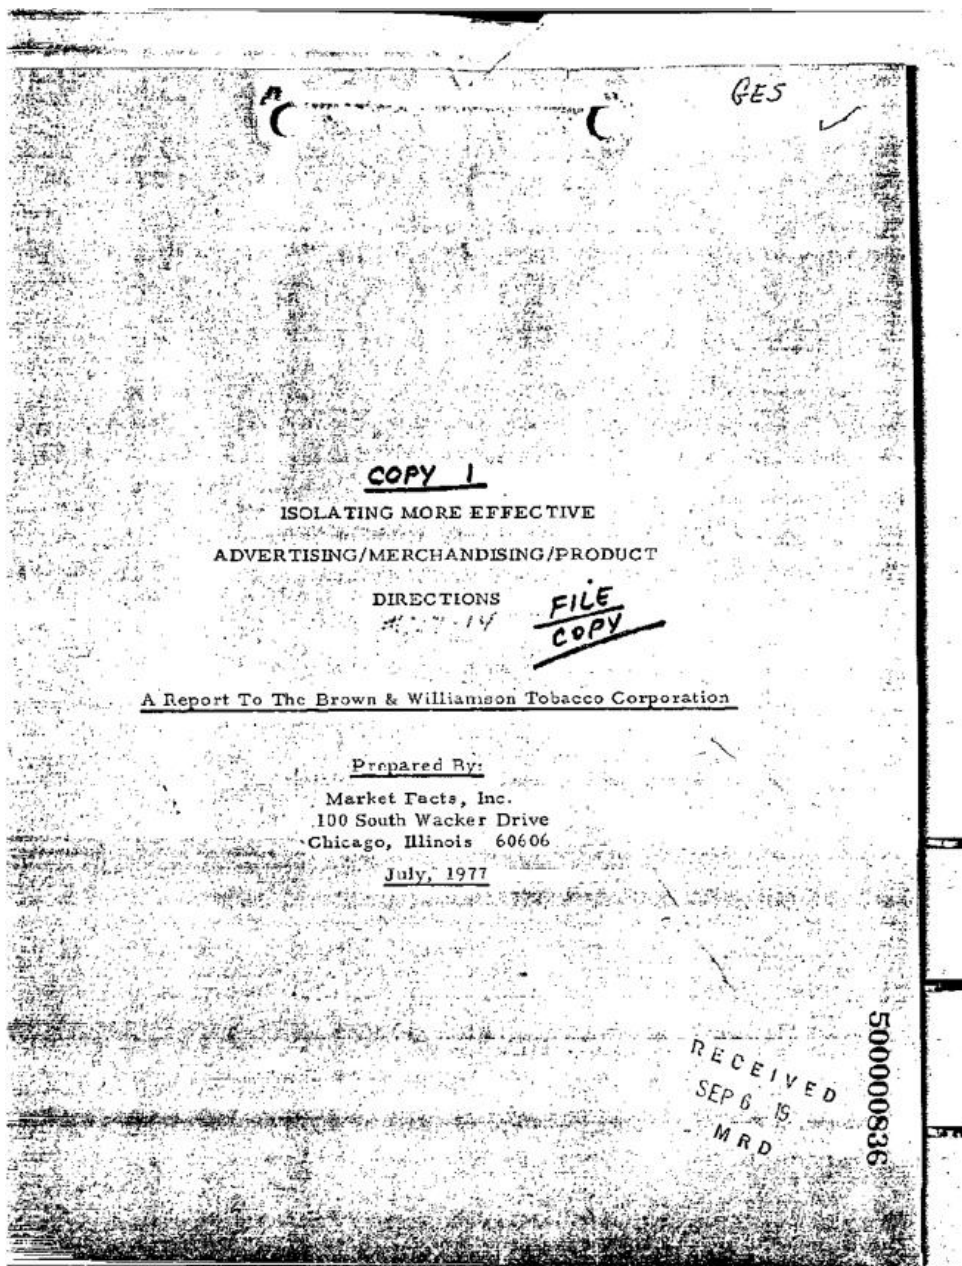 GES
COPY 1
ISOLATING MORE EFFECTIVE
ADVERTISING/MERCHANDISING/PRODUCT
DIRECTIONS
FILE
COPY
A Report To The Brown & Williamson Tobacco Corporation
Prepared By:
Market Facts, Inc.
100 South Wacker Drive
Chicago, Illinois 60606
July, 1977
RECEIVED
SEP 6 19
MRD
500000836